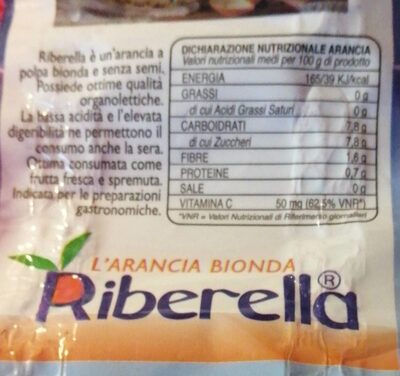 Riberella è un'arancia a
polpa bionda e senza semi.
Possiede ottime qualità
organolettiche.
La bassa acidità e l'elevata
digeribilità ne permettono il
consumo anche la sera.
Ottima consumata come
frutta fresca e spremuta.
Indicata per le preparazioni
gastronomiche.
DICHIARAZIONE NUTRIZIONALE ARANCIA
Valori nutrizionali medi per 100 g di prodotto
ENERGIA 165/39 KJ/kcal
GRASSI 0 g
di cui Acidi Grassi Saturi 0 g
CARBOIDRATI 7,8 g
di cui Zuccheri 7,8 g
FIBRE 1,6 g
PROTEINE 0,7 g
SALE 0 g
VITAMINA C 50 mg (62,5% VNR*)
*VNR = Valori Nutrizionali di Riferimento giornalieri
L'ARANCIA BIONDA
Riberella®